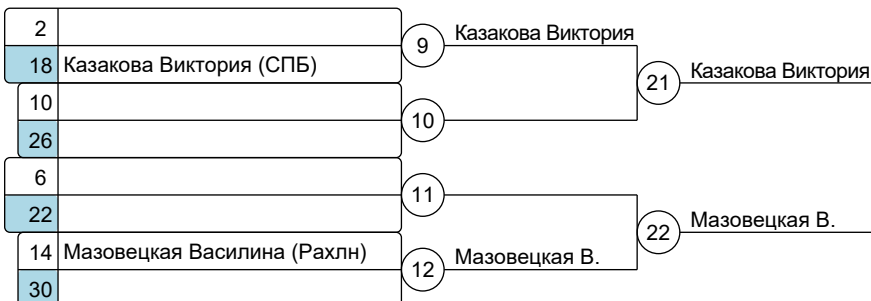 2
9
Казакова Виктория
18 Казакова Виктория (СПБ)
21
Казакова Виктория
10
10
26
6
11
22
22
Мазовецкая В.
14 Мазовецкая Василина (Рахлн)
12
Мазовецкая В.
30